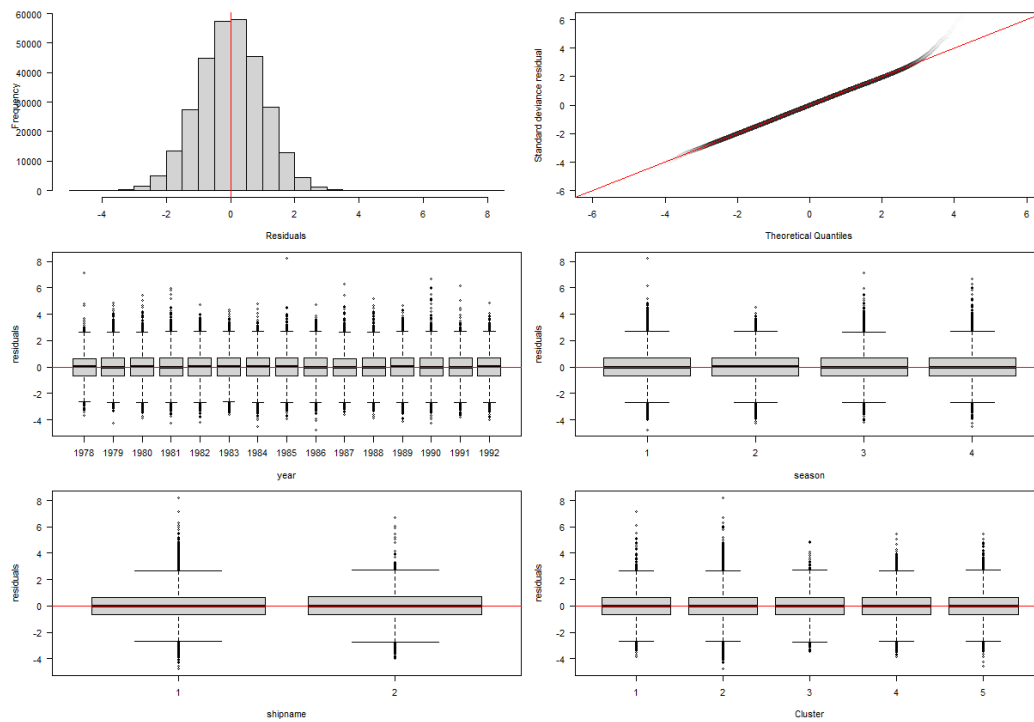 60000
50000
40000
30000
20000
10000
0
Frequency
-4 -2 0 2 4 6 8
Residuals
6
4
2
0
-2
-4
-6
Standard deviance residual
-6 -4 -2 0 2 4 6
Theoretical Quantiles
8
6
4
2
0
-2
-4
residuals
1978 1979 1980 1981 1982 1983 1984 1985 1986 1987 1988 1989 1990 1991 1992
year
8
6
4
2
0
-2
-4
residuals
1 2 3 4
season
8
6
4
2
0
-2
-4
residuals
1 2
shipname
8
6
4
2
0
-2
-4
residuals
1 2 3 4 5
Cluster